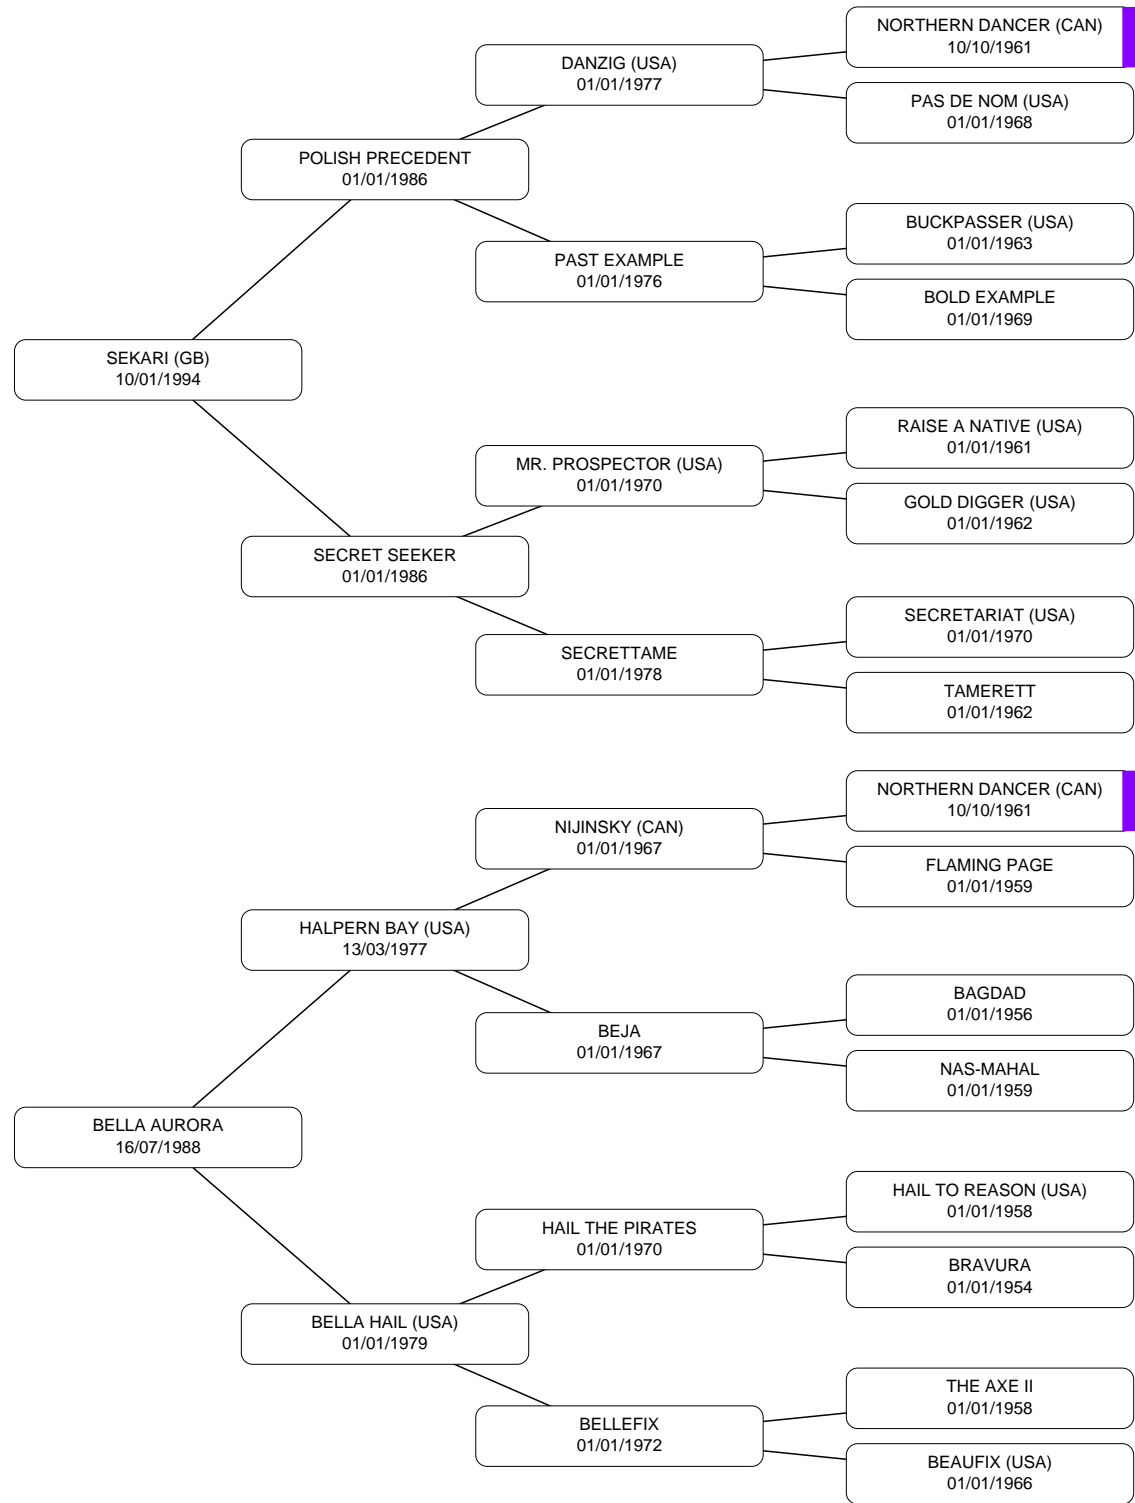 NORTHERN DANCER (CAN)
10/10/1961
DANZIG (USA)
01/01/1977
PAS DE NOM (USA)
01/01/1968
POLISH PRECEDENT
01/01/1986
BUCKPASSER (USA)
01/01/1963
PAST EXAMPLE
01/01/1976
BOLD EXAMPLE
01/01/1969
SEKARI (GB)
10/01/1994
RAISE A NATIVE (USA)
01/01/1961
MR. PROSPECTOR (USA)
01/01/1970
GOLD DIGGER (USA)
01/01/1962
SECRET SEEKER
01/01/1986
SECRETARIAT (USA)
01/01/1970
SECRETTAME
01/01/1978
TAMERETT
01/01/1962
NORTHERN DANCER (CAN)
10/10/1961
NIJINSKY (CAN)
01/01/1967
FLAMING PAGE
01/01/1959
HALPERN BAY (USA)
13/03/1977
BAGDAD
01/01/1956
BEJA
01/01/1967
NAS-MAHAL
01/01/1959
BELLA AURORA
16/07/1988
HAIL TO REASON (USA)
01/01/1958
HAIL THE PIRATES
01/01/1970
BRAVURA
01/01/1954
BELLA HAIL (USA)
01/01/1979
THE AXE II
01/01/1958
BELLEFIX
01/01/1972
BEAUFIX (USA)
01/01/1966